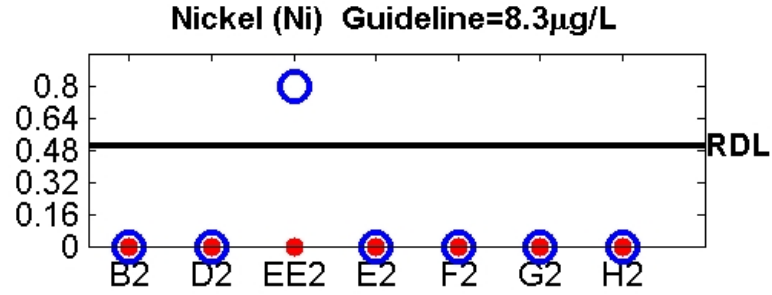 Nickel (Ni) Guideline=8.3µg/L
0.8
0.64
0.48
RDL
0.32
0.16
0
B2 D2 EE2 E2 F2 G2 H2